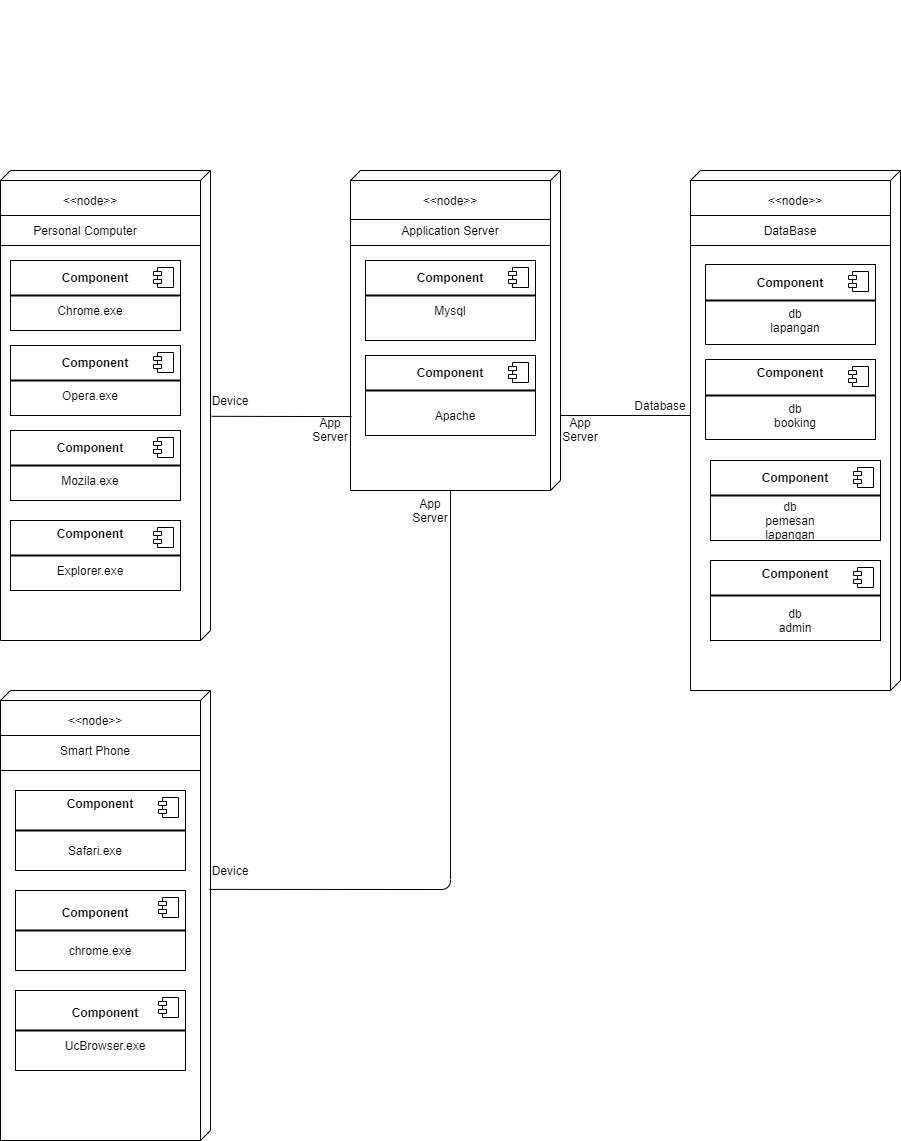 <<node>>
Personal Computer
Component
Chrome.exe
Component
Opera.exe
Component
Mozila.exe
Component
Explorer.exe
Device
App
Server
<<node>>
Application Server
Component
Mysql
Component
Apache
App
Server
App
Server
Database
<<node>>
DataBase
Component
db
lapangan
Component
db
booking
Component
db
pemesan
lapangan
Component
db
admin
<<node>>
Smart Phone
Component
Safari.exe
Component
chrome.exe
Component
UcBrowser.exe
Device